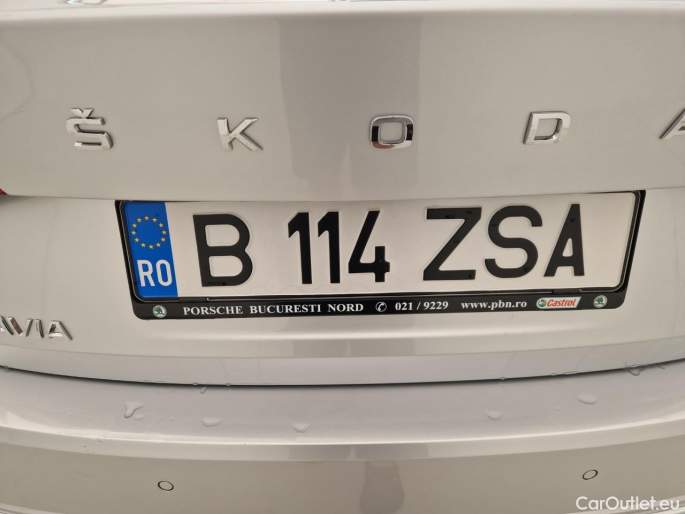 ŠKODA
RO B 114 ZSA
PORSCHE BUCURESTI NORD ✆ 021 / 9229 www.pbn.ro Castrol
AVIA
CarOutlet.eu